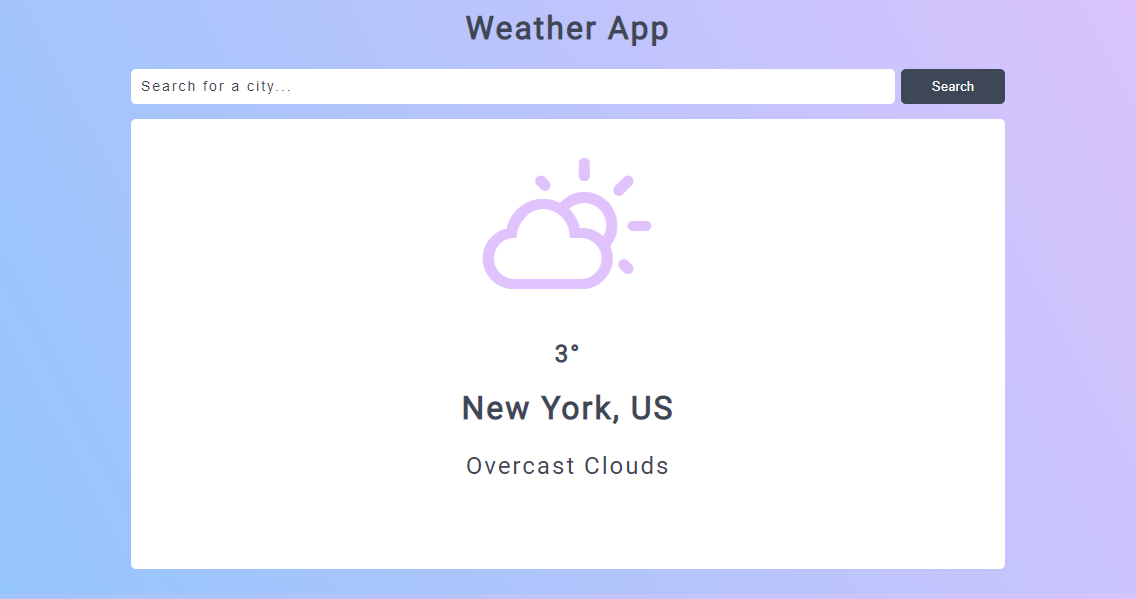 Weather App
Search for a city...
Search
3°
New York, US
Overcast Clouds